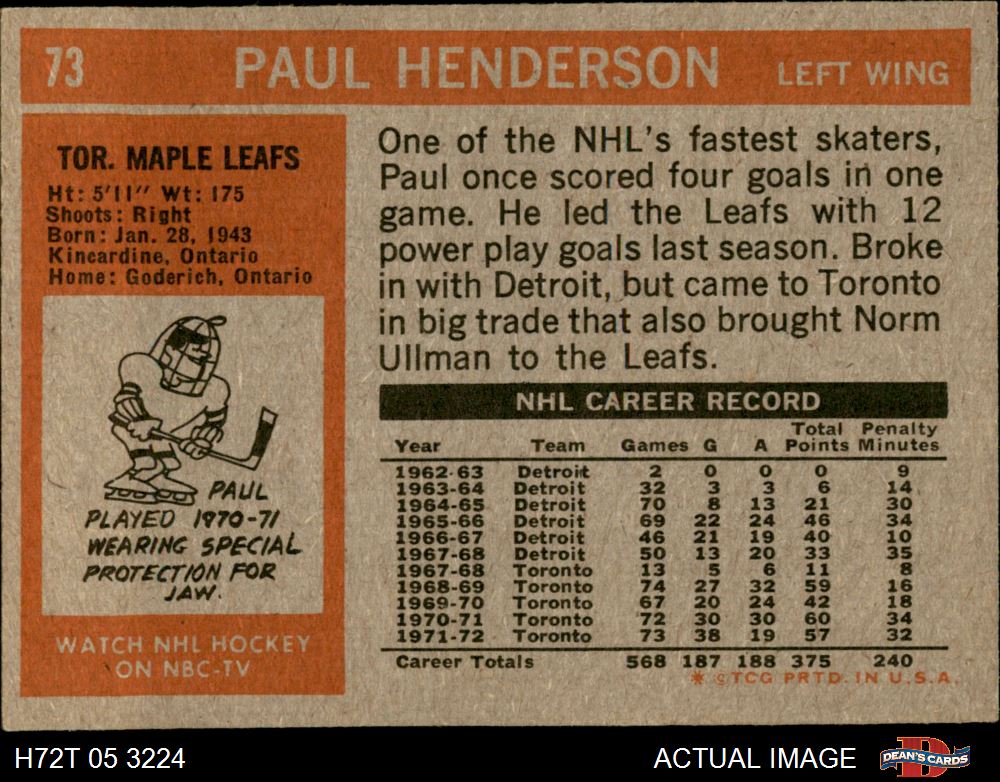 73 PAUL HENDERSON LEFT WING
TOR. MAPLE LEAFS
Ht: 5'11" Wt: 175
Shoots: Right
Born: Jan. 28, 1943
Kincardine, Ontario
Home: Goderich, Ontario
PAUL
PLAYED 1970-71
WEARING SPECIAL
PROTECTION FOR
JAW.
WATCH NHL HOCKEY
ON NBC-TV
One of the NHL's fastest skaters,
Paul once scored four goals in one
game. He led the Leafs with 12
power play goals last season. Broke
in with Detroit, but came to Toronto
in big trade that also brought Norm
Ullman to the Leafs.
NHL CAREER RECORD
Total Penalty
Year Team Games G A Points Minutes
1962-63 Detroit 2 0 0 0 9
1963-64 Detroit 32 3 3 6 14
1964-65 Detroit 70 8 13 21 30
1965-66 Detroit 69 22 24 46 34
1966-67 Detroit 46 21 19 40 10
1967-68 Detroit 50 13 20 33 35
1967-68 Toronto 13 5 6 11 8
1968-69 Toronto 74 27 32 59 16
1969-70 Toronto 67 20 24 42 18
1970-71 Toronto 72 30 30 60 34
1971-72 Toronto 73 38 19 57 32
Career Totals 568 187 188 375 240
* © TCG PRTD. IN U.S.A.
H72T 05 3224 ACTUAL IMAGE DEAN'S CARDS